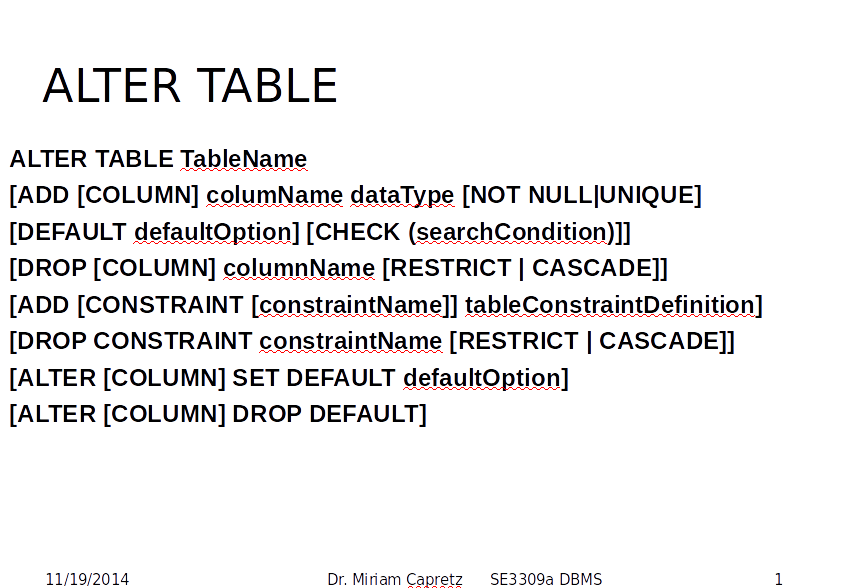 ALTER TABLE
ALTER TABLE TableName
[ADD [COLUMN] columName dataType [NOT NULL|UNIQUE]
[DEFAULT defaultOption] [CHECK (searchCondition)]]
[DROP [COLUMN] columnName [RESTRICT | CASCADE]]
[ADD [CONSTRAINT [constraintName]] tableConstraintDefinition]
[DROP CONSTRAINT constraintName [RESTRICT | CASCADE]]
[ALTER [COLUMN] SET DEFAULT defaultOption]
[ALTER [COLUMN] DROP DEFAULT]
11/19/2014 Dr. Miriam Capretz SE3309a DBMS 1